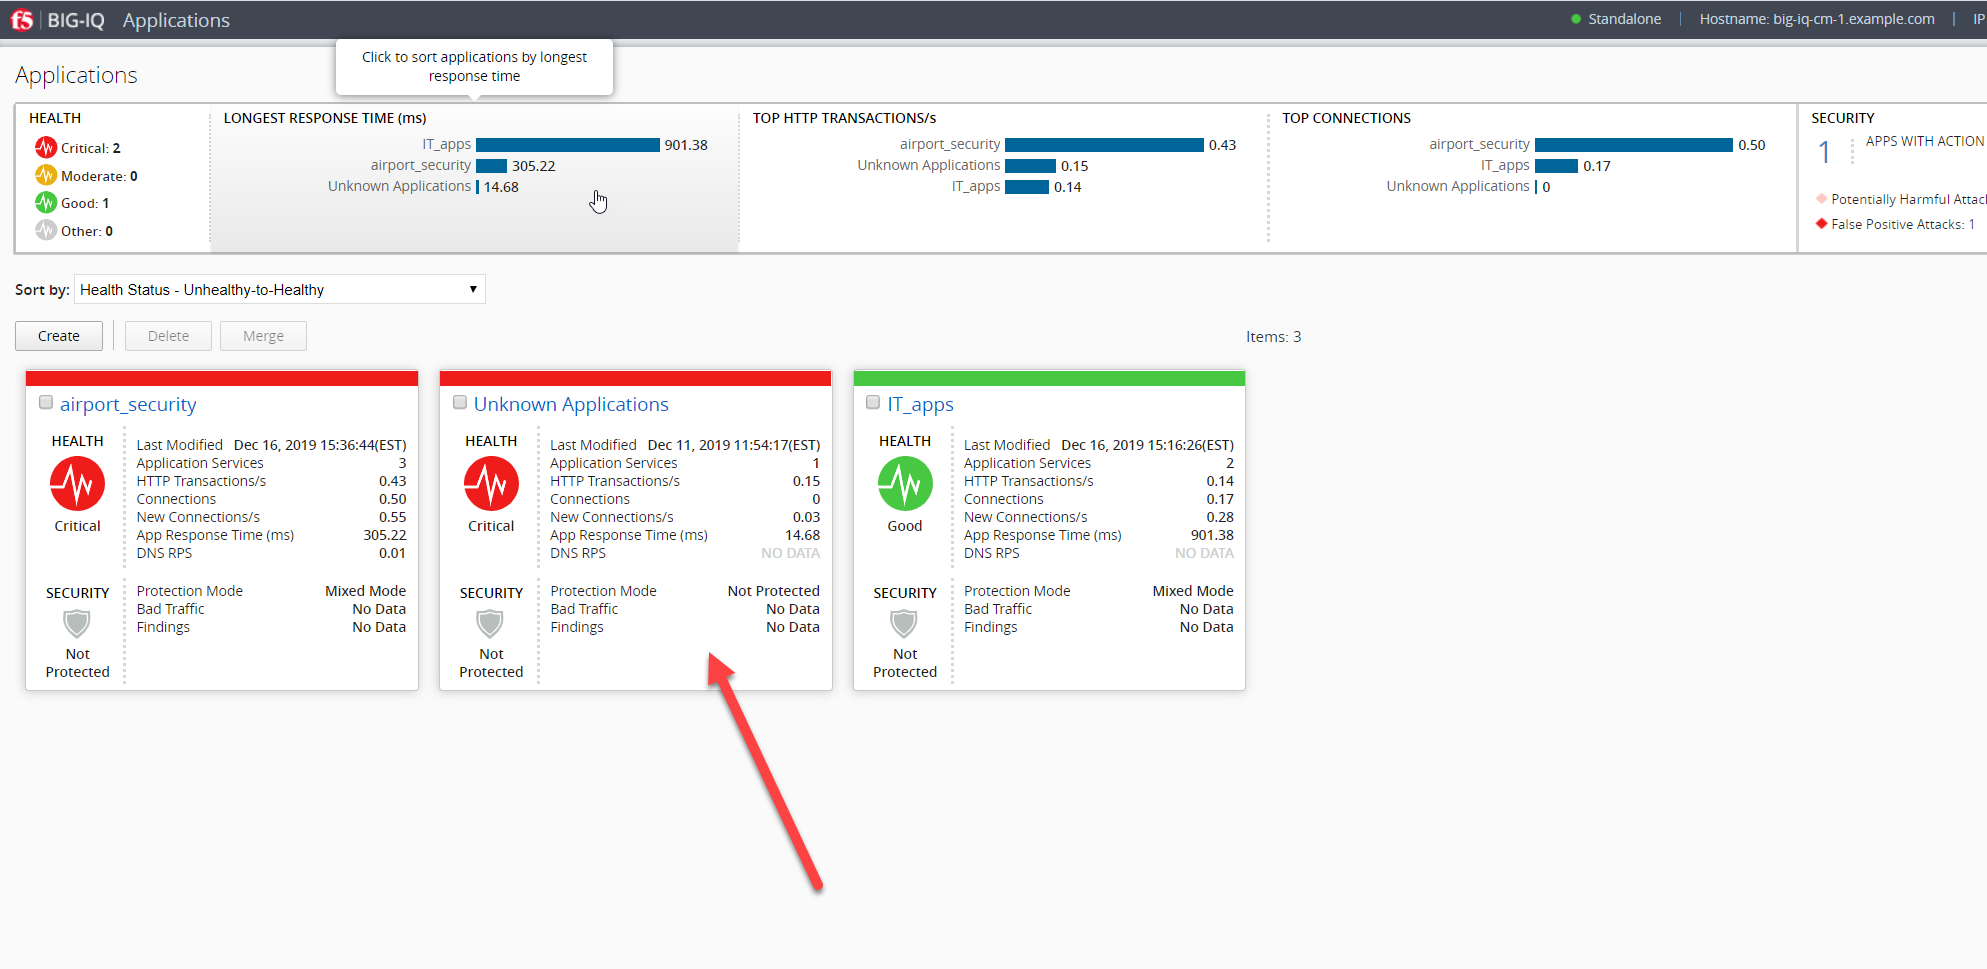 f5 BIG-IQ Applications Standalone Hostname: big-iq-cm-1.example.com IP
Click to sort applications by longest
response time
Applications
HEALTH
Critical: 2
Moderate: 0
Good: 1
Other: 0
LONGEST RESPONSE TIME (ms)
IT_apps 901.38
airport_security 305.22
Unknown Applications 14.68
TOP HTTP TRANSACTIONS/s
airport_security 0.43
Unknown Applications 0.15
IT_apps 0.14
TOP CONNECTIONS
airport_security 0.50
IT_apps 0.17
Unknown Applications 0
SECURITY
1 APPS WITH ACTION
Potentially Harmful Attac
False Positive Attacks: 1
Sort by: Health Status - Unhealthy-to-Healthy
Create Delete Merge Items: 3
airport_security
HEALTH
Critical
Last Modified Dec 16, 2019 15:36:44(EST)
Application Services 3
HTTP Transactions/s 0.43
Connections 0.50
New Connections/s 0.55
App Response Time (ms) 305.22
DNS RPS 0.01
SECURITY
Not
Protected
Protection Mode Mixed Mode
Bad Traffic No Data
Findings No Data
Unknown Applications
HEALTH
Critical
Last Modified Dec 11, 2019 11:54:17(EST)
Application Services 1
HTTP Transactions/s 0.15
Connections 0
New Connections/s 0.03
App Response Time (ms) 14.68
DNS RPS NO DATA
SECURITY
Not
Protected
Protection Mode Not Protected
Bad Traffic No Data
Findings No Data
IT_apps
HEALTH
Good
Last Modified Dec 16, 2019 15:16:26(EST)
Application Services 2
HTTP Transactions/s 0.14
Connections 0.17
New Connections/s 0.28
App Response Time (ms) 901.38
DNS RPS NO DATA
SECURITY
Not
Protected
Protection Mode Mixed Mode
Bad Traffic No Data
Findings No Data